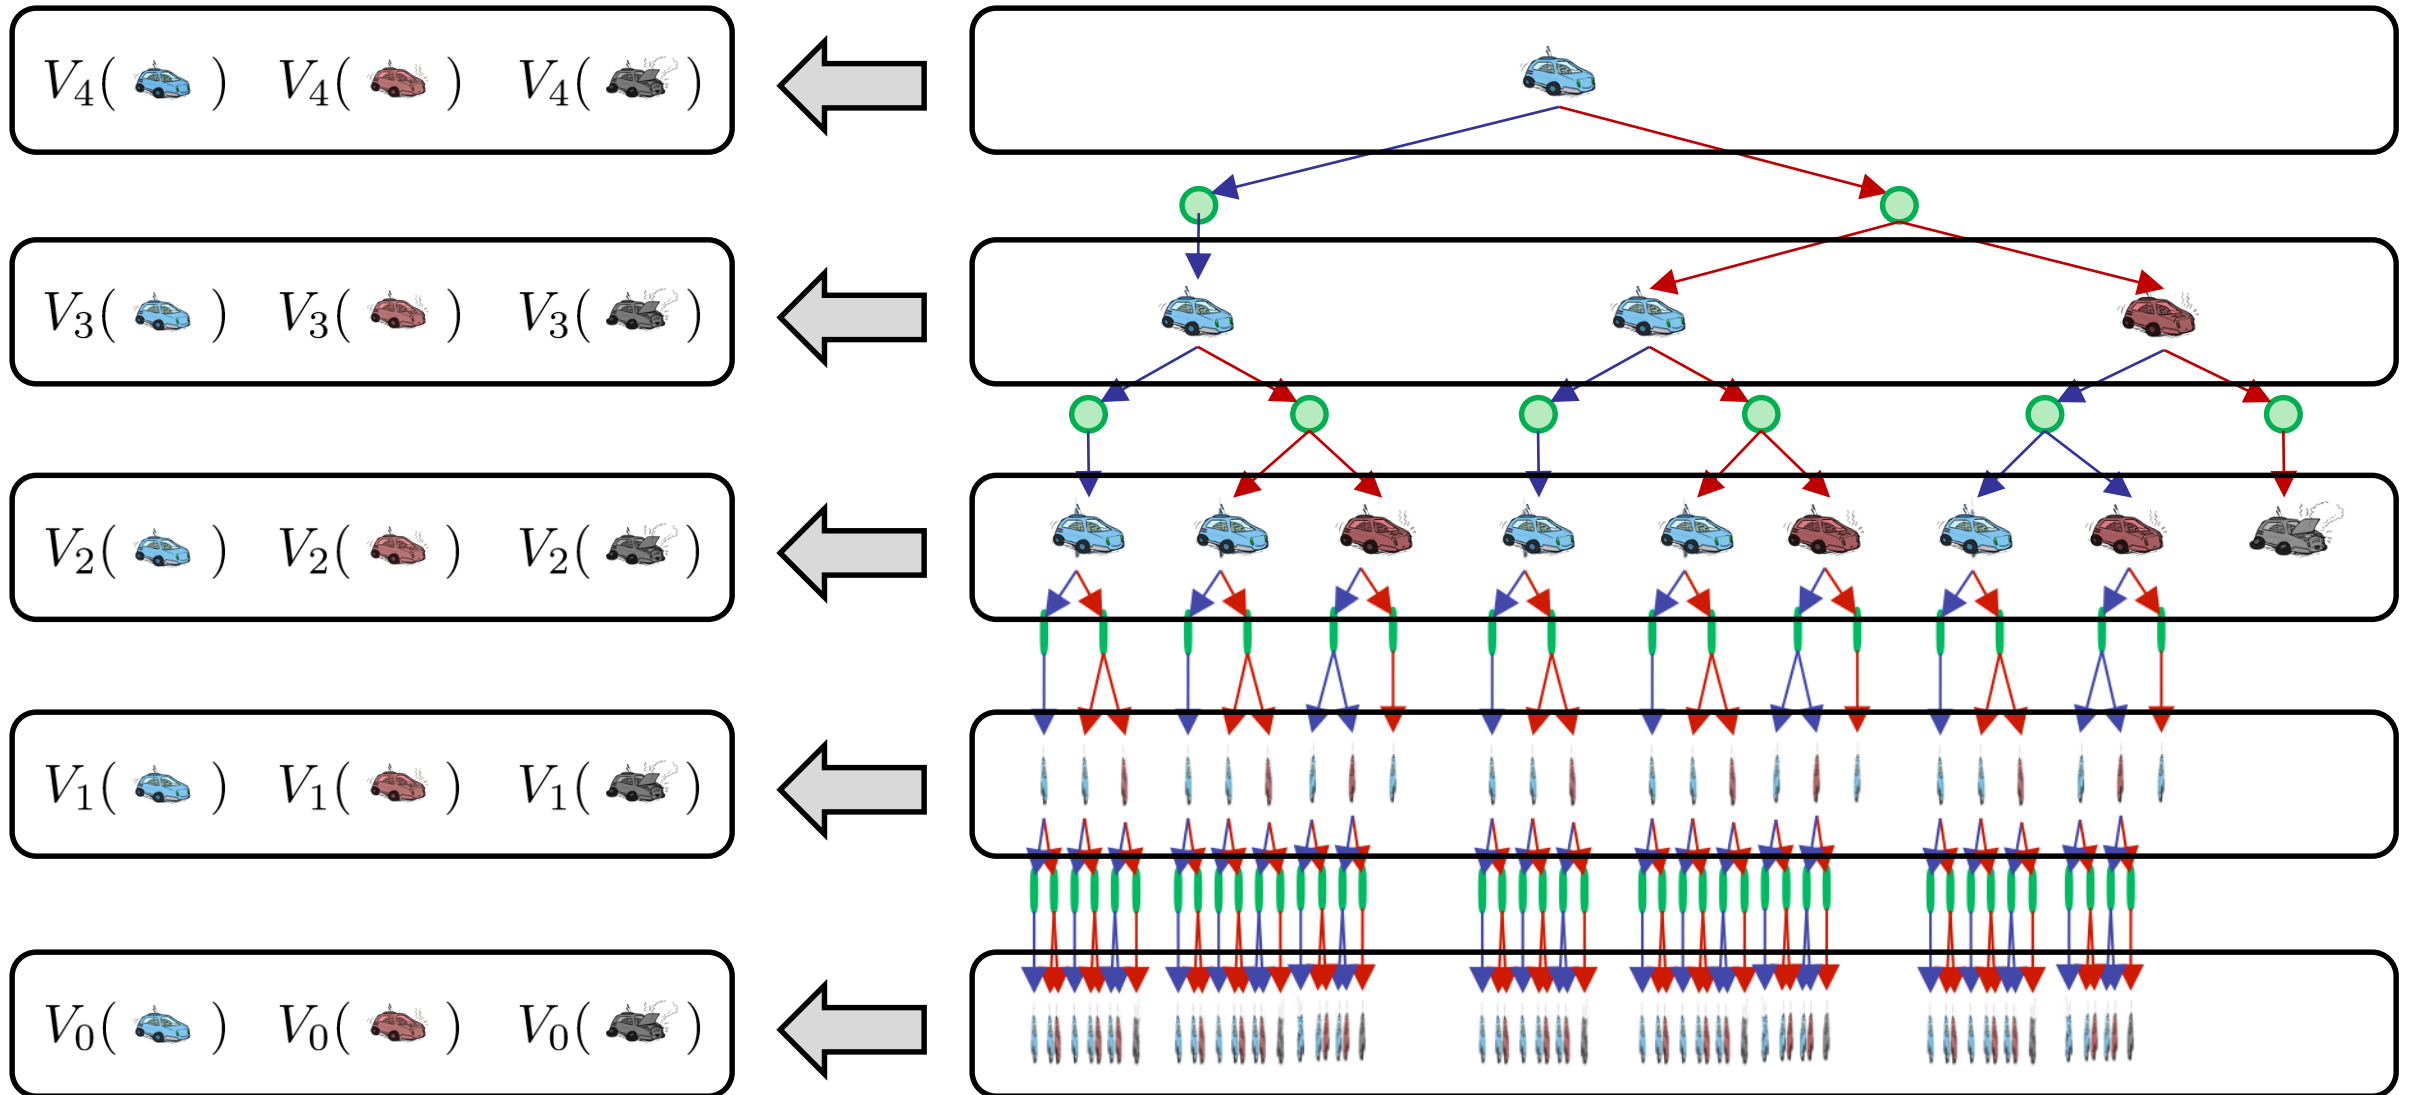 V4( ) V4( ) V4( )
V3( ) V3( ) V3( )
V2( ) V2( ) V2( )
V1( ) V1( ) V1( )
V0( ) V0( ) V0( )